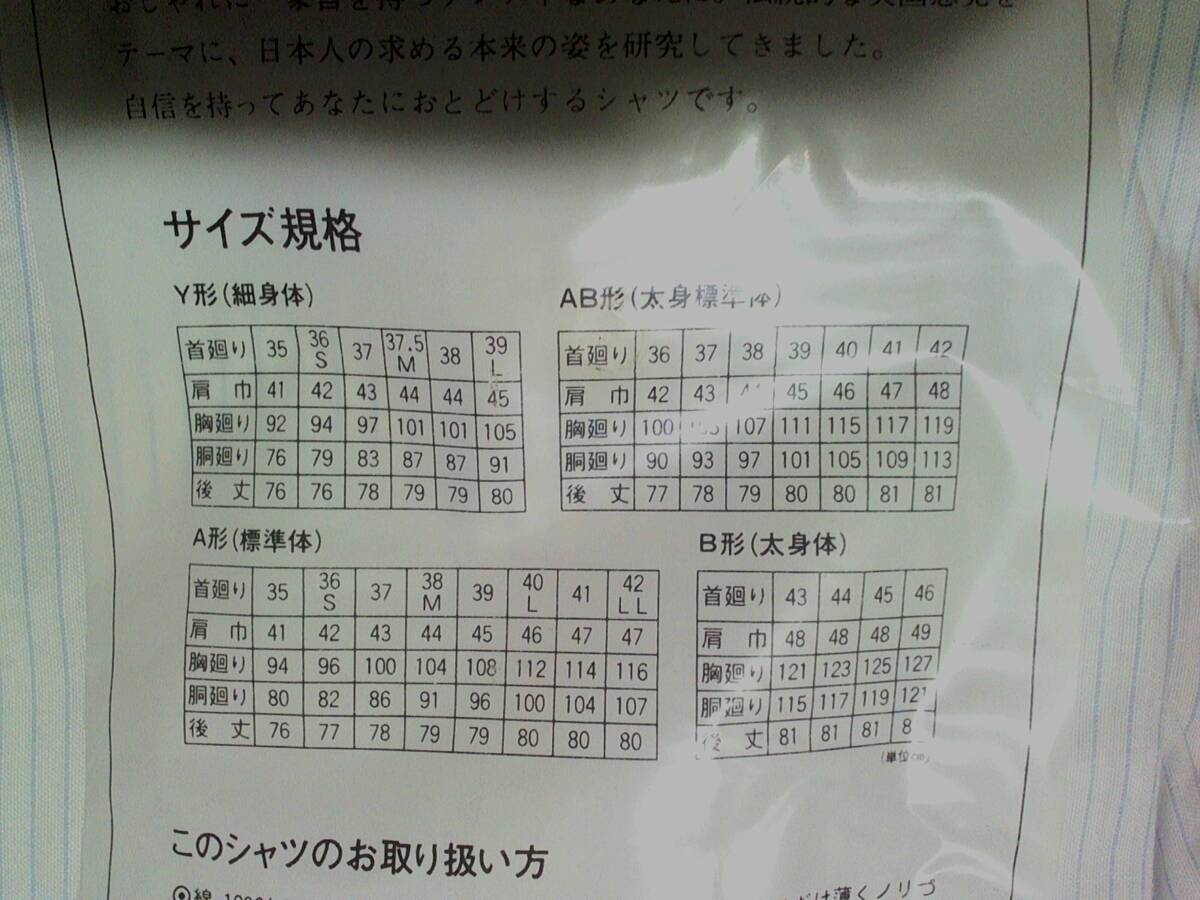 テーマに、日本人の求める本来の姿を研究してきました。
自信を持ってあなたにおとどけするシャツです。
サイズ規格
Y形(細身体)
首廻り 35 36 S 37 37.5 M 38 39 L
肩巾 41 42 43 44 44 45
胸廻り 92 94 97 101 101 105
胴廻り 76 79 83 87 87 91
後丈 76 76 78 79 79 80
AB形(太身標準体)
首廻り 36 37 38 39 40 41 42
肩巾 42 43 45 46 47 48
胸廻り 100 107 111 115 117 119
胴廻り 90 93 97 101 105 109 113
後丈 77 78 79 80 80 81 81
A形(標準体)
首廻り 35 36 S 37 38 M 39 40 L 41 42 LL
肩巾 41 42 43 44 45 46 47 47
胸廻り 94 96 100 104 108 112 114 116
胴廻り 80 82 86 91 96 100 104 107
後丈 76 77 78 79 79 80 80 80
B形(太身体)
首廻り 43 44 45 46
肩巾 48 48 48 49
胸廻り 121 123 125 127
胴廻り 115 117 119 121
後丈 81 81 81
(単位cm)
このシャツのお取り扱い方
薄くノリづ